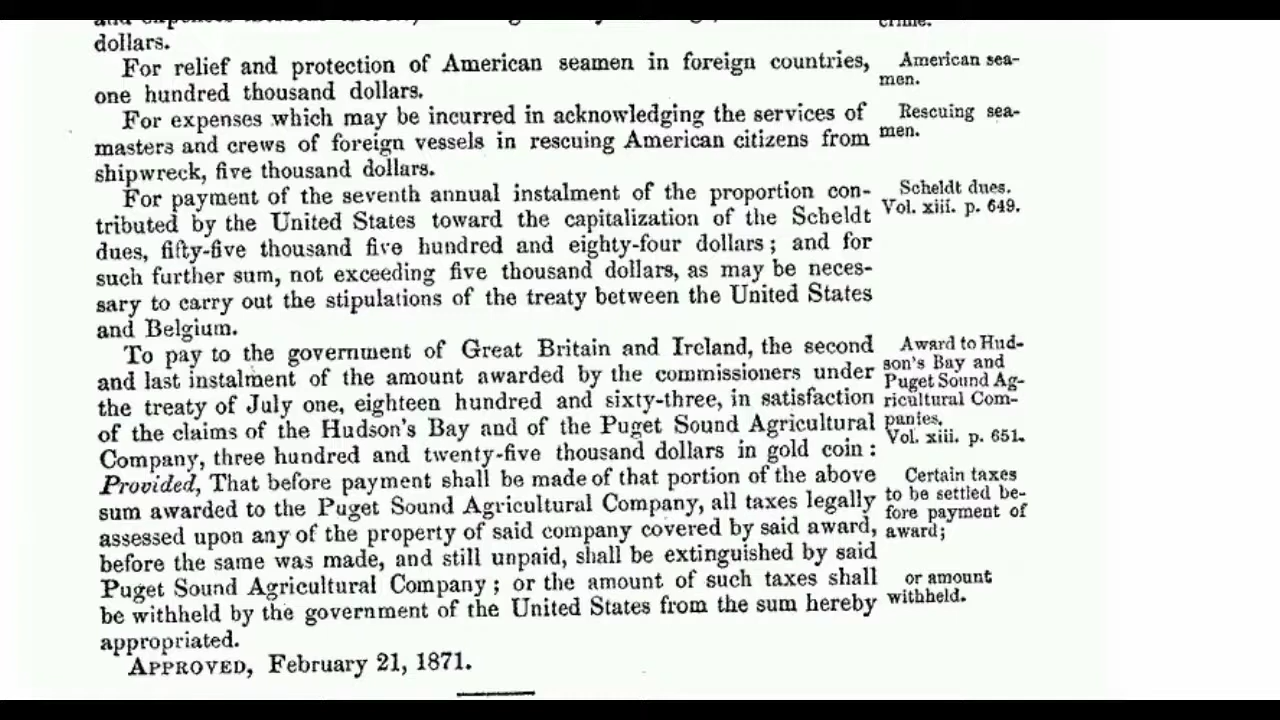 dollars.
For relief and protection of American seamen in foreign countries,
one hundred thousand dollars.
For expenses which may be incurred in acknowledging the services of
masters and crews of foreign vessels in rescuing American citizens from
shipwreck, five thousand dollars.
For payment of the seventh annual instalment of the proportion con-
tributed by the United States toward the capitalization of the Scheldt
dues, fifty-five thousand five hundred and eighty-four dollars; and for
such further sum, not exceeding five thousand dollars, as may be neces-
sary to carry out the stipulations of the treaty between the United States
and Belgium.
To pay to the government of Great Britain and Ireland, the second
and last instalment of the amount awarded by the commissioners under
the treaty of July one, eighteen hundred and sixty-three, in satisfaction
of the claims of the Hudson's Bay and of the Puget Sound Agricultural
Company, three hundred and twenty-five thousand dollars in gold coin:
Provided, That before payment shall be made of that portion of the above
sum awarded to the Puget Sound Agricultural Company, all taxes legally
assessed upon any of the property of said company covered by said award,
before the same was made, and still unpaid, shall be extinguished by said
Puget Sound Agricultural Company; or the amount of such taxes shall
be withheld by the government of the United States from the sum hereby
appropriated.
APPROVED, February 21, 1871.
crime.
American sea-
men.
Rescuing sea-
men.
Scheldt dues.
Vol. xiii. p. 649.
Award to Hud-
son's Bay and
Puget Sound Ag-
ricultural Com-
panies.
Vol. xiii. p. 651.
Certain taxes
to be settled be-
fore payment of
award;
or amount
withheld.